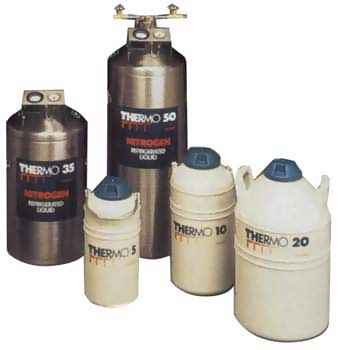 THERMO 50
NITROGEN
REFRIGERATED
LIQUID
THERMO 35
NITROGEN
REFRIGERATED
LIQUID
THERMO 5
THERMO 10
THERMO 20